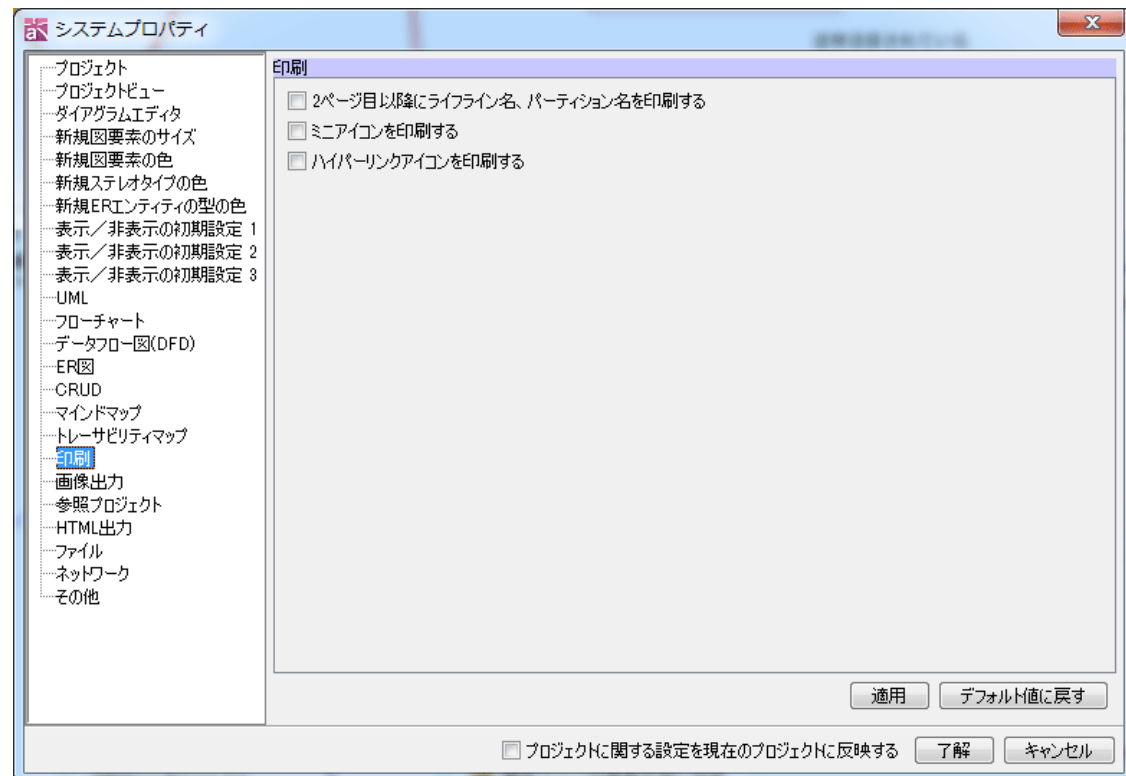 システムプロパティ
プロジェクト
プロジェクトビュー
ダイアグラムエディタ
新規図要素のサイズ
新規図要素の色
新規ステレオタイプの色
新規ERエンティティの型の色
表示／非表示の初期設定 1
表示／非表示の初期設定 2
表示／非表示の初期設定 3
UML
フローチャート
データフロー図(DFD)
ER図
CRUD
マインドマップ
トレーサビリティマップ
印刷
画像出力
参照プロジェクト
HTML出力
ファイル
ネットワーク
その他
印刷
2ページ目以降にライフライン名、パーティション名を印刷する
ミニアイコンを印刷する
ハイパーリンクアイコンを印刷する
適用 デフォルト値に戻す
プロジェクトに関する設定を現在のプロジェクトに反映する 了解 キャンセル